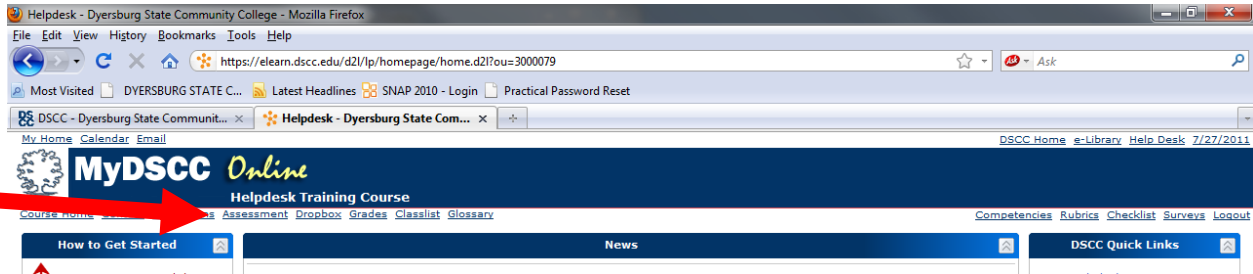 Helpdesk - Dyersburg State Community College - Mozilla Firefox
File Edit View History Bookmarks Tools Help
https://elearn.dscc.edu/d2l/lp/homepage/home.d2l?ou=3000079 Ask
Most Visited DYERSBURG STATE C... Latest Headlines SNAP 2010 - Login Practical Password Reset
DSCC - Dyersburg State Communit... Helpdesk - Dyersburg State Com...
My Home Calendar Email DSCC Home e-Library Help Desk 7/27/2011
MyDSCC Online
Helpdesk Training Course
Course Home Assessment Dropbox Grades Classlist Glossary Competencies Rubrics Checklist Surveys Logout
How to Get Started News DSCC Quick Links